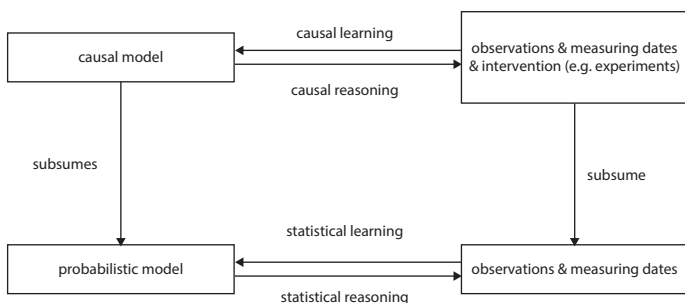 causal learning
causal model
observations & measuring dates
& intervention (e.g. experiments)
causal reasoning
subsumes
subsume
statistical learning
probabilistic model
observations & measuring dates
statistical reasoning